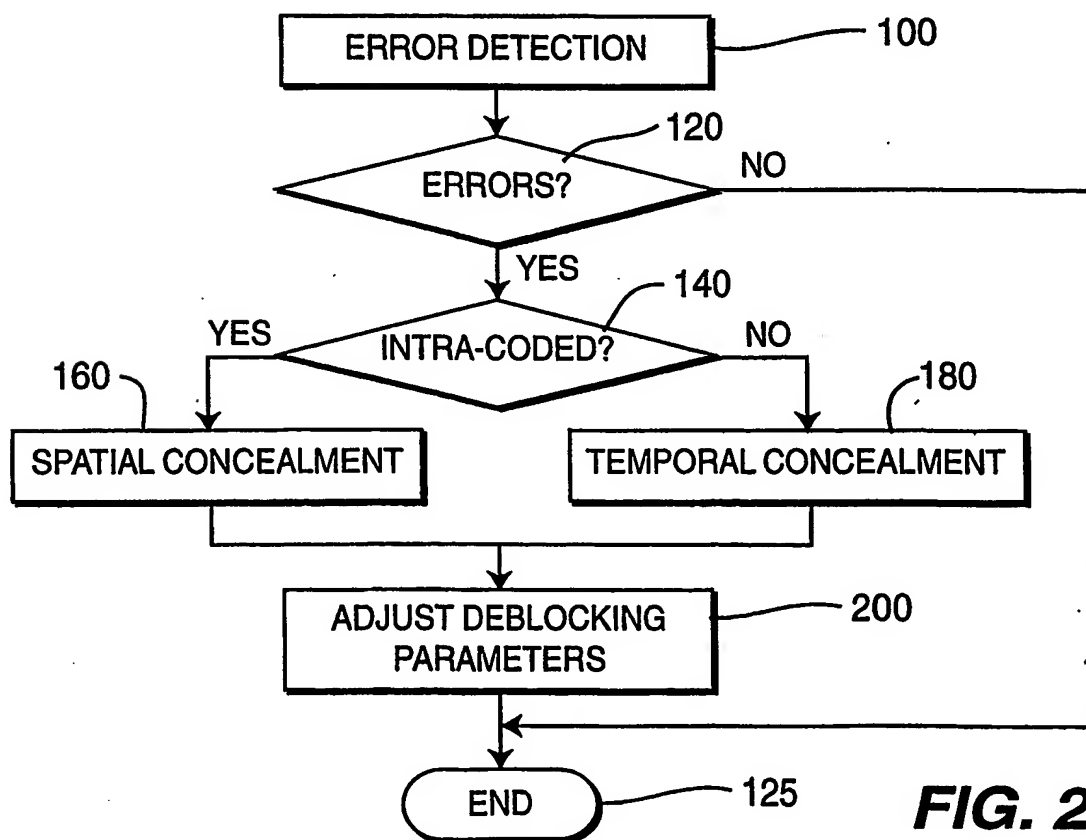 ERROR DETECTION
100
120
ERRORS?
NO
YES
140
YES
INTRA-CODED?
NO
160
180
SPATIAL CONCEALMENT
TEMPORAL CONCEALMENT
ADJUST DEBLOCKING
PARAMETERS
200
END
125
FIG. 2